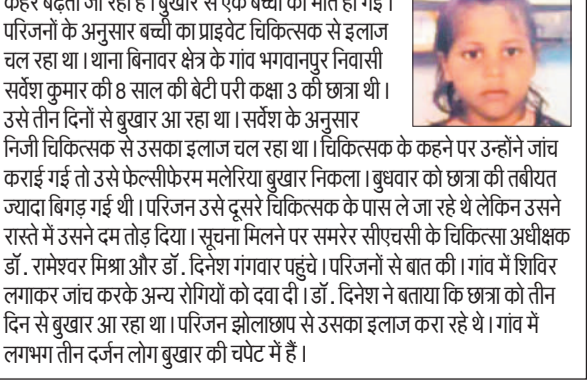 कहर बढ़ता जा रहा है। बुखार से एक बच्ची की मौत हो गई।
परिजनों के अनुसार बच्ची का प्राइवेट चिकित्सक से इलाज
चल रहा था। थाना बिनावर क्षेत्र के गांव भगवानपुर निवासी
सर्वेश कुमार की 8 साल की बेटी परी कक्षा 3 की छात्रा थी।
उसे तीन दिनों से बुखार आ रहा था। सर्वेश के अनुसार
निजी चिकित्सक से उसका इलाज चल रहा था। चिकित्सक के कहने पर उन्होंने जांच
कराई गई तो उसे फेल्सीफेरम मलेरिया बुखार निकला। बुधवार को छात्रा की तबीयत
ज्यादा बिगड़ गई थी। परिजन उसे दूसरे चिकित्सक के पास ले जा रहे थे लेकिन उसने
रास्ते में उसने दम तोड़ दिया। सूचना मिलने पर समरेर सीएचसी के चिकित्सा अधीक्षक
डॉ. रामेश्वर मिश्रा और डॉ. दिनेश गंगवार पहुंचे। परिजनों से बात की। गांव में शिविर
लगाकर जांच करके अन्य रोगियों को दवा दी। डॉ. दिनेश ने बताया कि छात्रा को तीन
दिन से बुखार आ रहा था। परिजन झोलाछाप से उसका इलाज करा रहे थे। गांव में
लगभग तीन दर्जन लोग बुखार की चपेट में हैं।